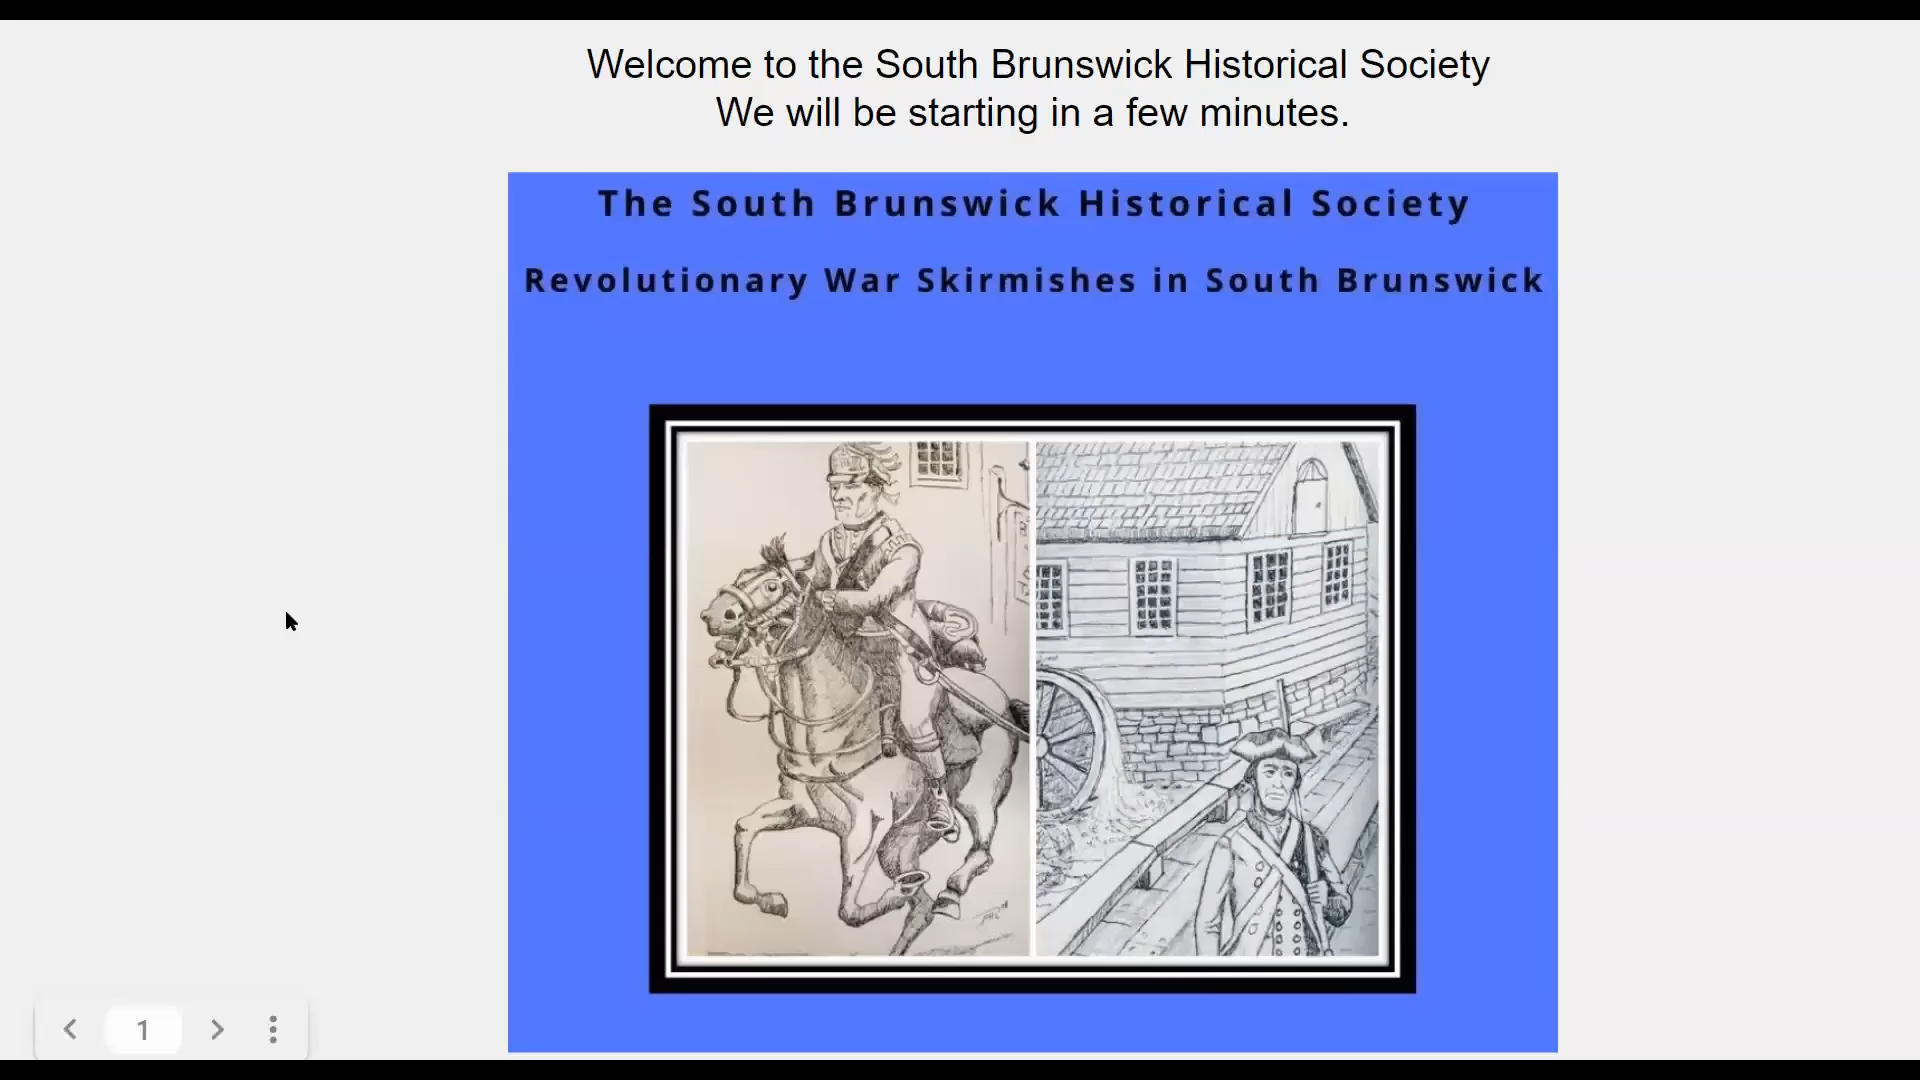 Welcome to the South Brunswick Historical Society
We will be starting in a few minutes.
The South Brunswick Historical Society
Revolutionary War Skirmishes in South Brunswick
1